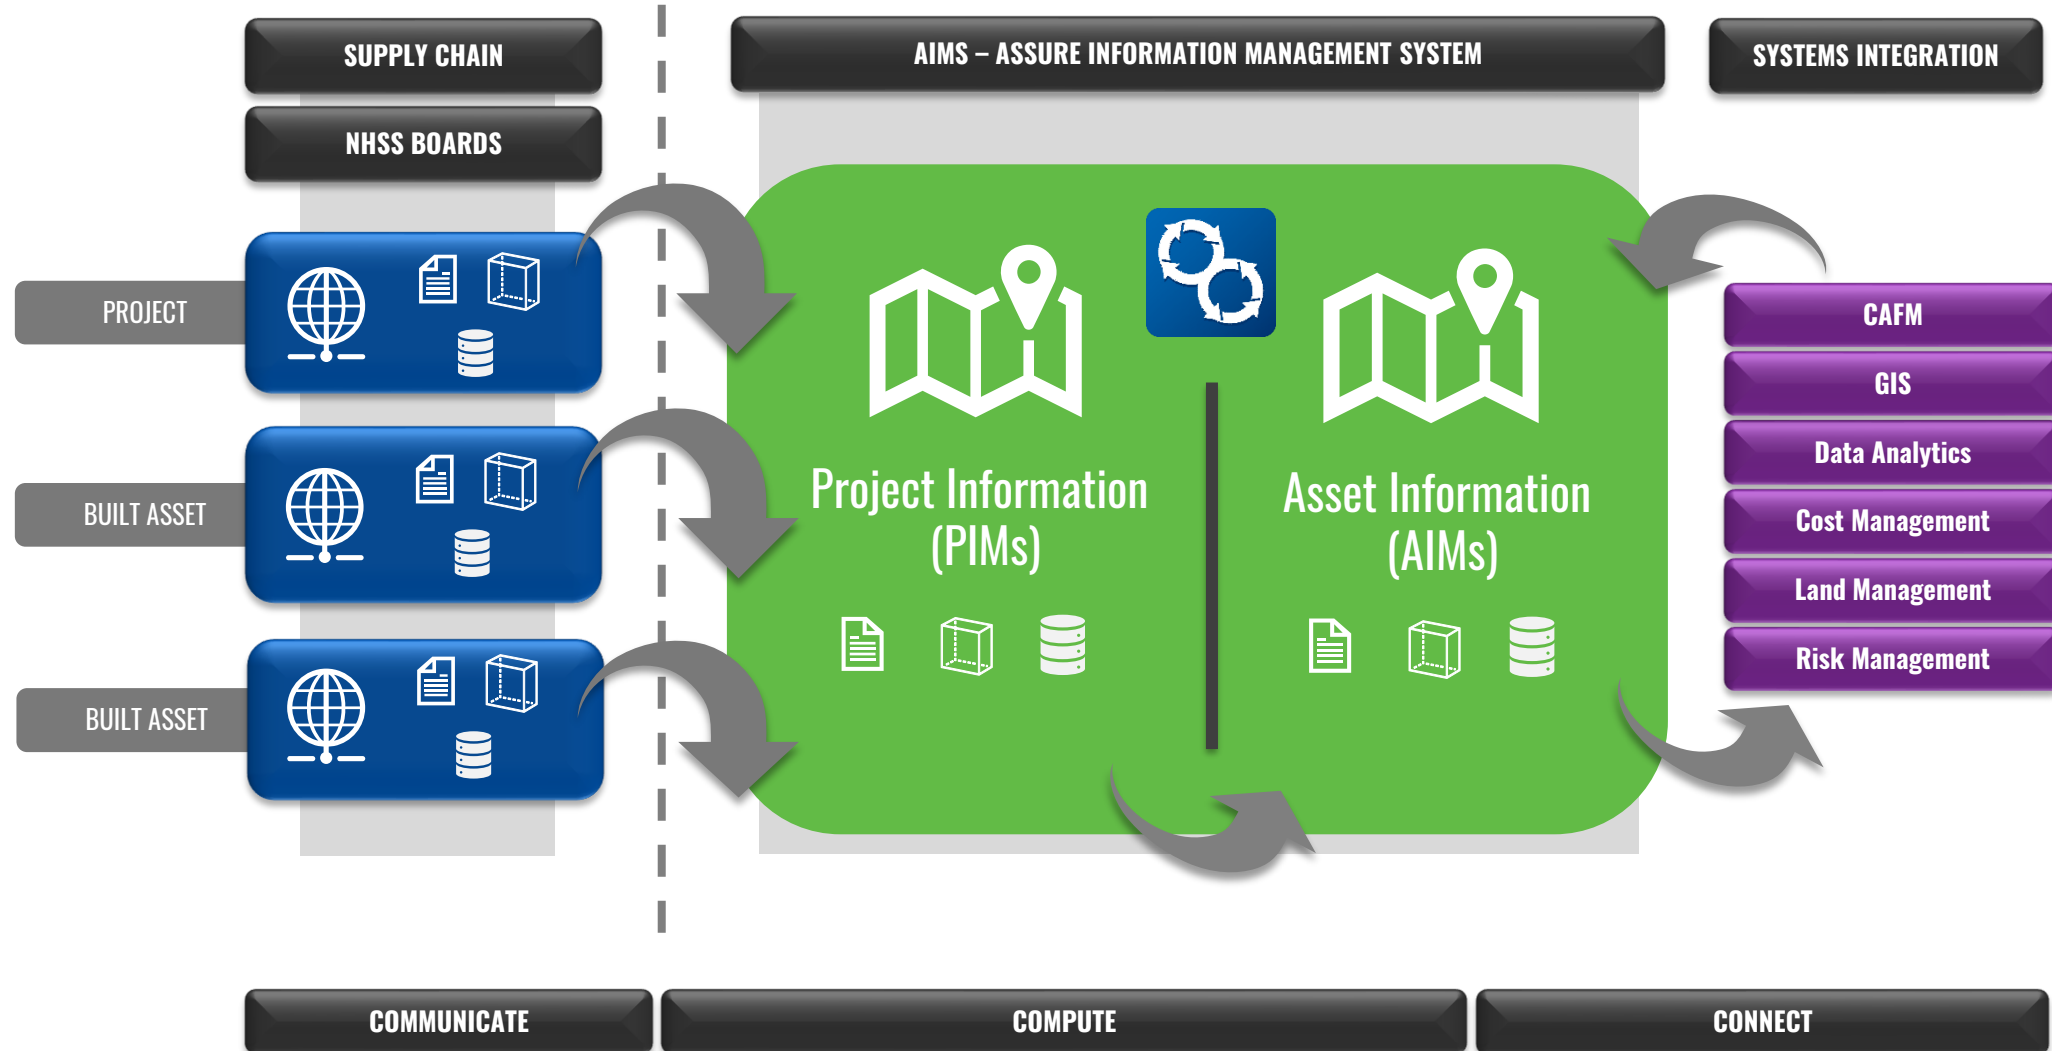 SUPPLY CHAIN
NHSS BOARDS
PROJECT
BUILT ASSET
BUILT ASSET
AIMS – ASSURE INFORMATION MANAGEMENT SYSTEM
Project Information
(PIMs)
Asset Information
(AIMs)
SYSTEMS INTEGRATION
CAFM
GIS
Data Analytics
Cost Management
Land Management
Risk Management
COMMUNICATE
COMPUTE
CONNECT